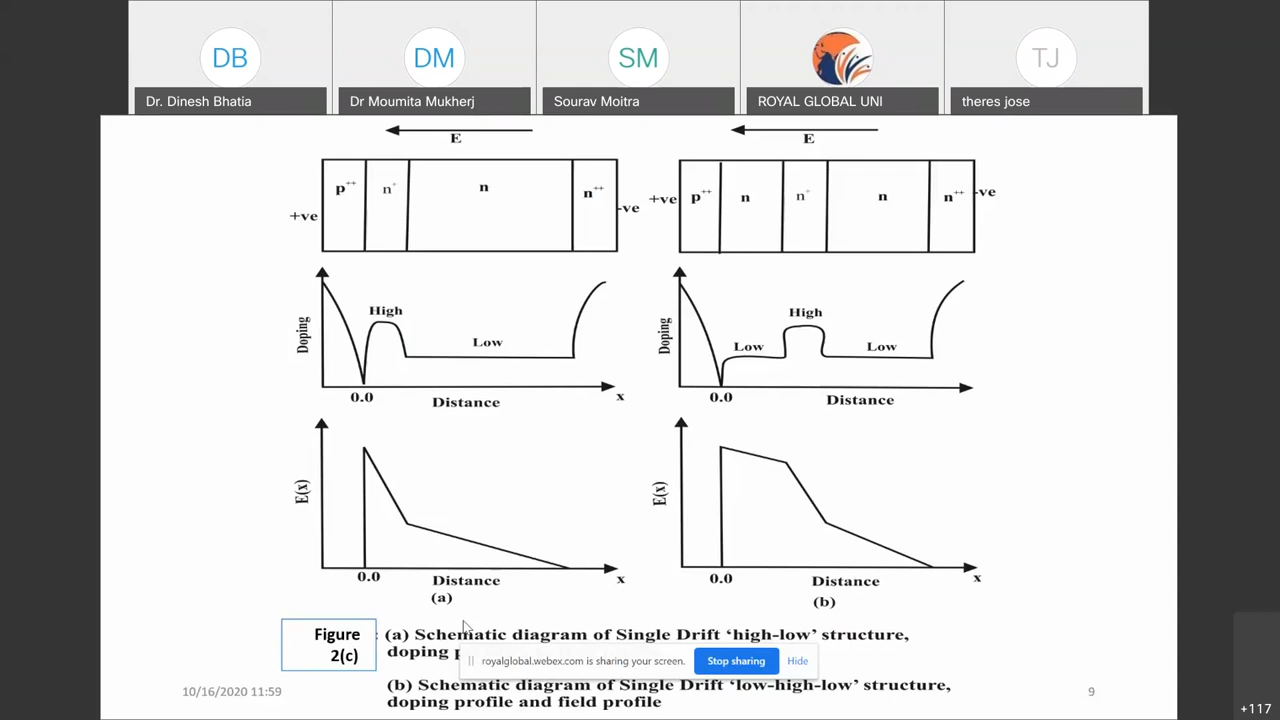 DB
DM
SM
TJ
Dr. Dinesh Bhatia
Dr Moumita Mukherj
Sourav Moitra
ROYAL GLOBAL UNI
theres jose
E
E
+ve
p++
n+
n
n++
-ve
+ve
p++
n
n+
n
n++
-ve
Doping
High
Low
0.0
Distance
x
Doping
Low
High
Low
0.0
Distance
E(x)
0.0
Distance
x
(a)
E(x)
0.0
Distance
x
(b)
Figure
2(c)
: (a) Schematic diagram of Single Drift ‘high-low’ structure,
doping p
royalglobal.webex.com is sharing your screen.
Stop sharing
Hide
(b) Schematic diagram of Single Drift ‘low-high-low’ structure,
doping profile and field profile
10/16/2020 11:59
9
+117